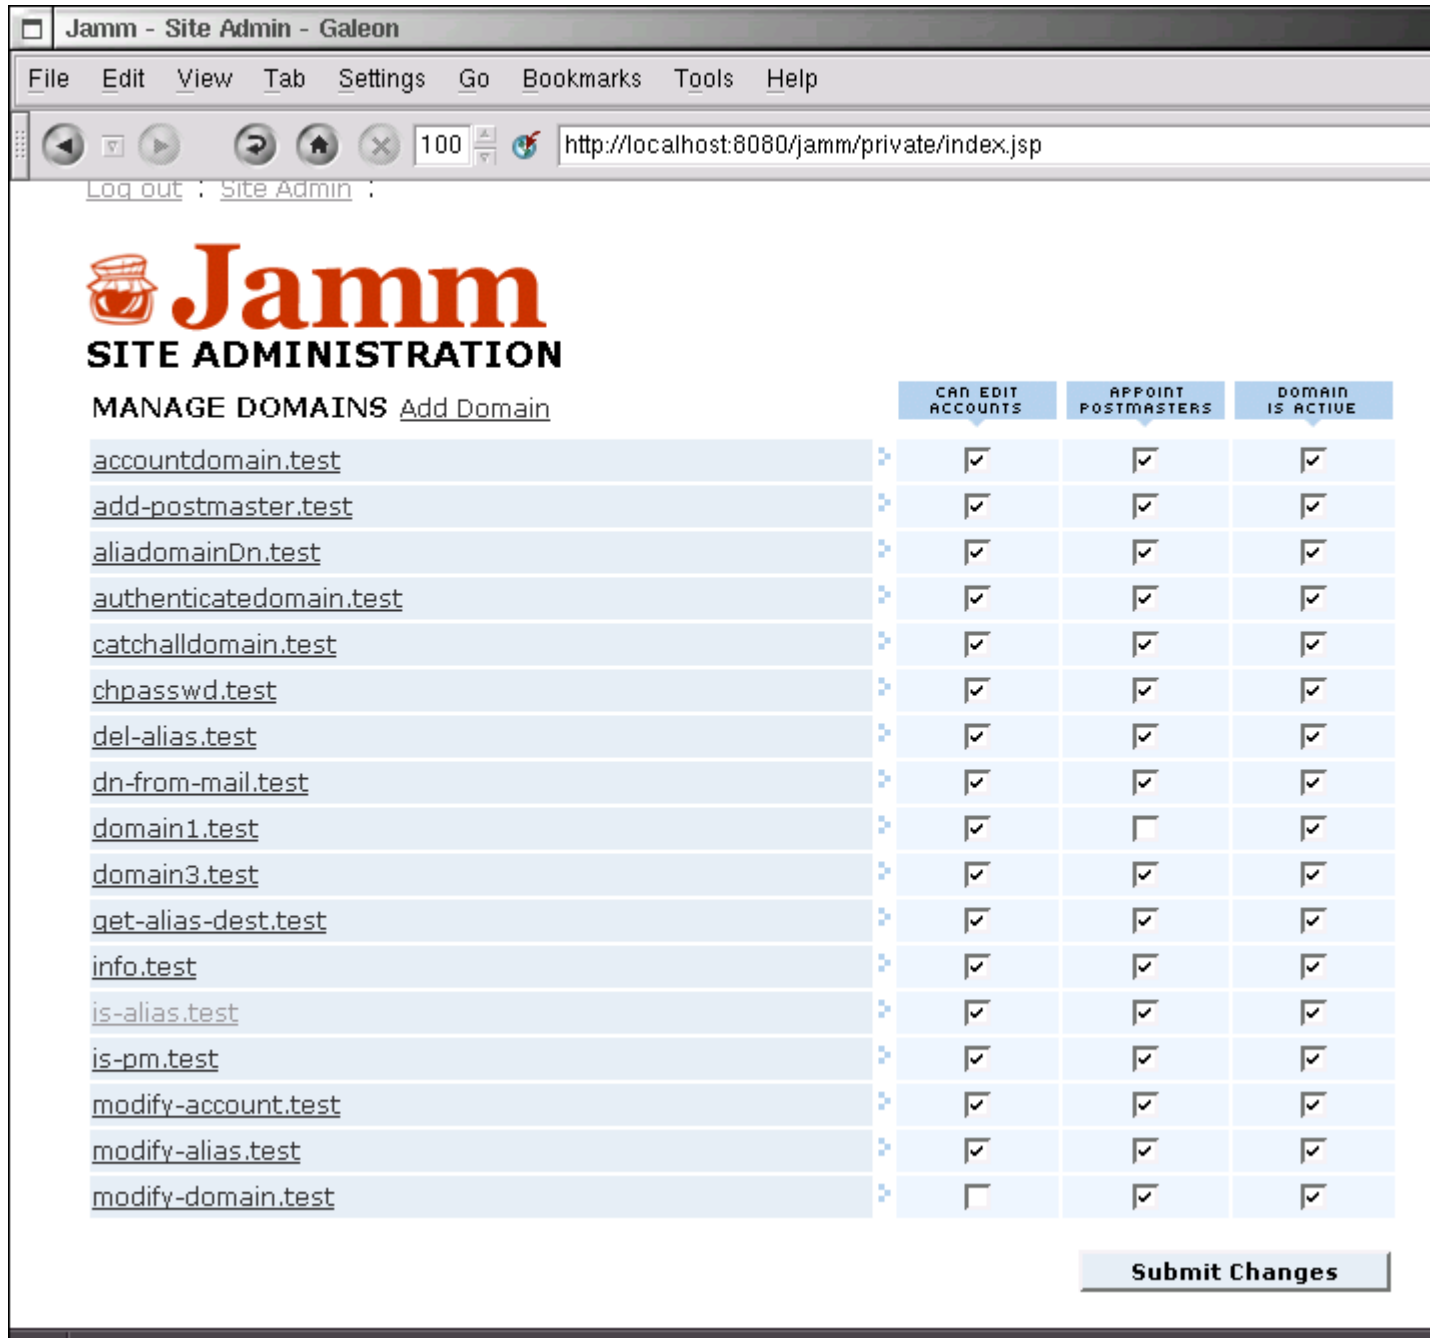 Jamm - Site Admin - Galeon
File Edit View Tab Settings Go Bookmarks Tools Help
100 http://localhost:8080/jamm/private/index.jsp
Log out : Site Admin :
Jamm
SITE ADMINISTRATION
MANAGE DOMAINS Add Domain
CAN EDIT ACCOUNTS
APPOINT POSTMASTERS
DOMAIN IS ACTIVE
accountdomain.test
add-postmaster.test
aliadomainDn.test
authenticatedomain.test
catchalldomain.test
chpasswd.test
del-alias.test
dn-from-mail.test
domain1.test
domain3.test
get-alias-dest.test
info.test
is-alias.test
is-pm.test
modify-account.test
modify-alias.test
modify-domain.test
Submit Changes